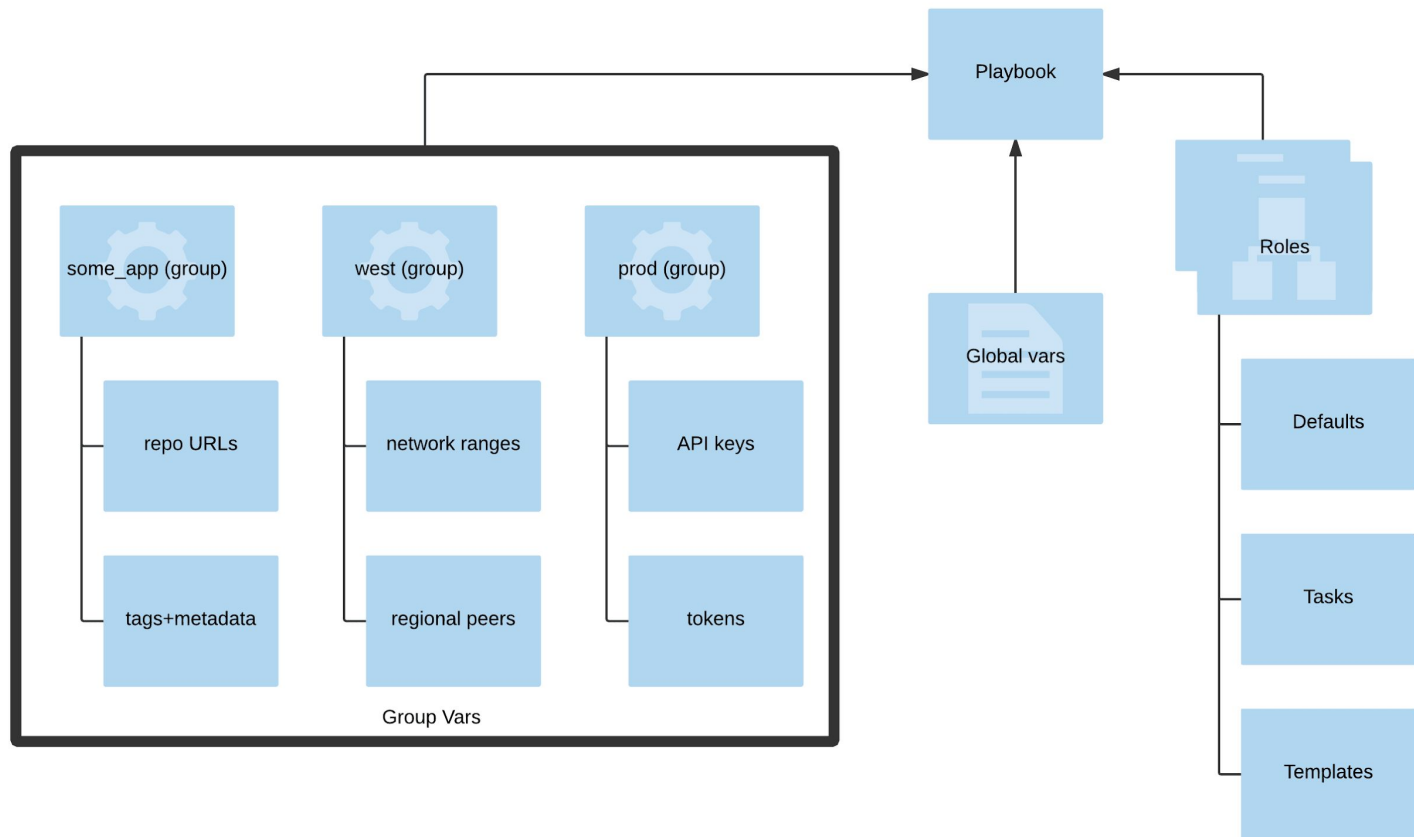 Playbook
some_app (group)
west (group)
prod (group)
Roles
Global vars
repo URLs
network ranges
API keys
Defaults
tags+metadata
regional peers
tokens
Tasks
Group Vars
Templates